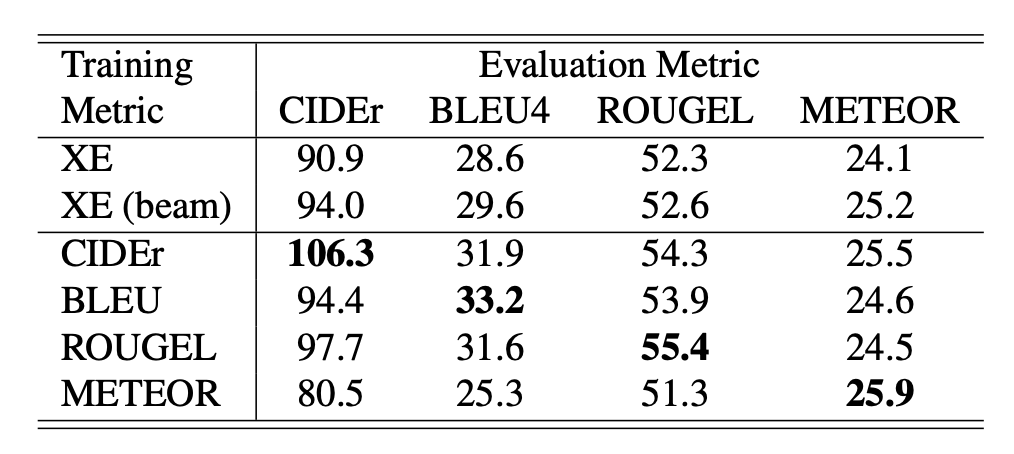 Training Evaluation Metric
Metric CIDEr BLEU4 ROUGEL METEOR
XE 90.9 28.6 52.3 24.1
XE (beam) 94.0 29.6 52.6 25.2
CIDEr 106.3 31.9 54.3 25.5
BLEU 94.4 33.2 53.9 24.6
ROUGEL 97.7 31.6 55.4 24.5
METEOR 80.5 25.3 51.3 25.9